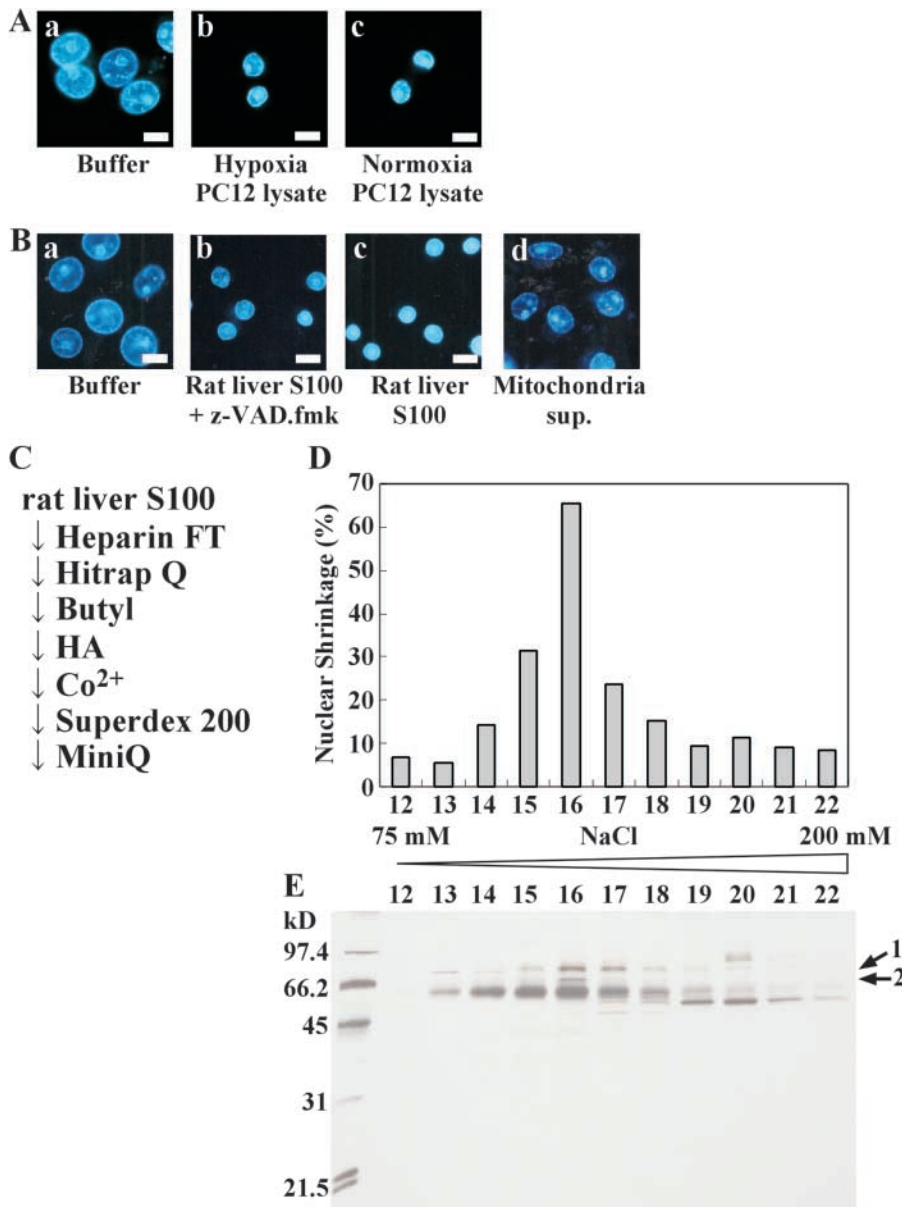 A
a
b
c
Buffer
Hypoxia
PC12 lysate
Normoxia
PC12 lysate
B
a
b
c
d
Buffer
Rat liver S100
+ z-VAD.fmk
Rat liver
S100
Mitochondria
sup.
C
rat liver S100
↓ Heparin FT
↓ Hitrap Q
↓ Butyl
↓ HA
↓ Co²⁺
↓ Superdex 200
↓ MiniQ
D
Nuclear Shrinkage (%)
70
60
50
40
30
20
10
0
12 13 14 15 16 17 18 19 20 21 22
75 mM NaCl 200 mM
E
12 13 14 15 16 17 18 19 20 21 22
kD
97.4
66.2
45
31
21.5
1
2